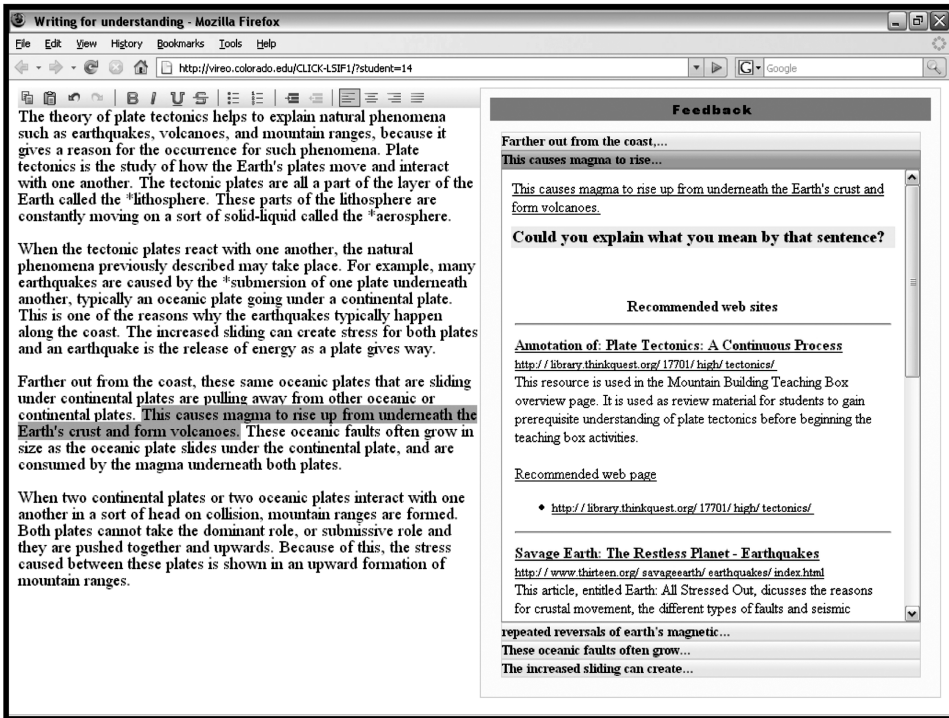 Writing for understanding - Mozilla Firefox
File Edit View History Bookmarks Tools Help
http://vireo.colorado.edu/CLICK-LSIF1/?student=14
G Google
B I U S
The theory of plate tectonics helps to explain natural phenomena
such as earthquakes, volcanoes, and mountain ranges, because it
gives a reason for the occurrence for such phenomena. Plate
tectonics is the study of how the Earth's plates move and interact
with one another. The tectonic plates are all a part of the layer of the
Earth called the *lithosphere. These parts of the lithosphere are
constantly moving on a sort of solid-liquid called the *aerosphere.
When the tectonic plates react with one another, the natural
phenomena previously described may take place. For example, many
earthquakes are caused by the *submersion of one plate underneath
another, typically an oceanic plate going under a continental plate.
This is one of the reasons why the earthquakes typically happen
along the coast. The increased sliding can create stress for both plates
and an earthquake is the release of energy as a plate gives way.
Farther out from the coast, these same oceanic plates that are sliding
under continental plates are pulling away from other oceanic or
continental plates. This causes magma to rise up from underneath the
Earth's crust and form volcanoes. These oceanic faults often grow in
size as the oceanic plate slides under the continental plate, and are
consumed by the magma underneath both plates.
When two continental plates or two oceanic plates interact with one
another in a sort of head on collision, mountain ranges are formed.
Both plates cannot take the dominant role, or submissive role and
they are pushed together and upwards. Because of this, the stress
caused between these plates is shown in an upward formation of
mountain ranges.
Feedback
Farther out from the coast,...
This causes magma to rise...
This causes magma to rise up from underneath the Earth's crust and
form volcanoes.
Could you explain what you mean by that sentence?
Recommended web sites
Annotation of: Plate Tectonics: A Continuous Process
http://library.thinkquest.org/17701/high/tectonics/
This resource is used in the Mountain Building Teaching Box
overview page. It is used as review material for students to gain
prerequisite understanding of plate tectonics before beginning the
teaching box activities.
Recommended web page
• http://library.thinkquest.org/17701/high/tectonics/
Savage Earth: The Restless Planet - Earthquakes
http://www.thirteen.org/savageearth/earthquakes/index.html
This article, entitled Earth: All Stressed Out, dicusses the reasons
for crustal movement, the different types of faults and seismic
repeated reversals of earth's magnetic...
These oceanic faults often grow...
The increased sliding can create...